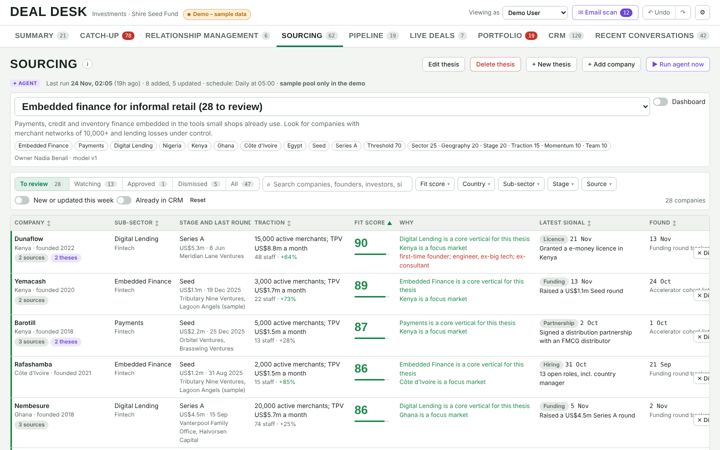 DEAL DESK Investments · Shire Seed Fund Demo – sample data Viewing as Demo User Email scan 12 Undo
SUMMARY 21 CATCH-UP 78 RELATIONSHIP MANAGEMENT 6 SOURCING 62 PIPELINE 19 LIVE DEALS 7 PORTFOLIO 19 CRM 120 RECENT CONVERSATIONS 42
SOURCING i Edit thesis Delete thesis + New thesis + Add company ▶ Run agent now
✦ AGENT Last run 24 Nov, 02:05 (19h ago) · 8 added, 5 updated · schedule: Daily at 05:00 · sample pool only in the demo
Embedded finance for informal retail (28 to review) Dashboard
Payments, credit and inventory finance embedded in the tools small shops already use. Look for companies with
merchant networks of 10,000+ and lending losses under control.
Embedded Finance Payments Digital Lending Nigeria Kenya Ghana Côte d'Ivoire Egypt Seed Series A Threshold 70 Sector 25 · Geography 20 · Stage 20 · Traction 15 · Momentum 10 · Team 10
Owner Nadia Benali · model v1
To review 28 Watching 13 Approved 1 Dismissed 5 All 47 Search companies, founders, investors, si Fit score Country Sub-sector Stage Source
New or updated this week Already in CRM Reset 28 companies
COMPANY SUB-SECTOR STAGE AND LAST ROUND TRACTION FIT SCORE WHY LATEST SIGNAL FOUND
Dunaflow Digital Lending Series A 15,000 active merchants; TPV 90 Digital Lending is a core vertical for this thesis Licence 21 Nov 13 Nov
Kenya · founded 2022 Fintech US$5.3m · 8 Jun US$8.8m a month Kenya is a focus market Granted a e-money licence in Funding round
2 sources 2 theses Meridian Lane Ventures 48 staff · +64% first-time founder; engineer, ex-big tech; ex- Kenya ✕ Di
consultant
Yemacash Embedded Finance Seed 3,000 active merchants; TPV 89 Embedded Finance is a core vertical for this Funding 13 Nov 24 Oct
Kenya · founded 2020 Fintech US$1.1m · 19 Dec 2025 US$1.7m a month thesis Raised a US$1.1m Seed round Accelerator
2 sources Tributary Nine Ventures, 22 staff · +73% Kenya is a focus market ✕ Di
Lagoon Angels (sample)
Barotill Payments Seed 5,000 active merchants; TPV 87 Payments is a core vertical for this thesis Partnership 2 Oct 1 Oct
Kenya · founded 2018 Fintech US$2.2m · 25 Dec 2025 US$1.5m a month Kenya is a focus market Signed a distribution partnership Accelerator
3 sources 2 theses Orbital Ventures, 13 staff · +28% with an FMCG distributor ✕ Di
Brasswing Ventures
Rafashamba Embedded Finance Seed 2,000 active merchants; TPV 86 Embedded Finance is a core vertical for this Hiring 31 Oct 21 Sep
Côte d'Ivoire · founded 2021 Fintech US$1.2m · 31 Aug 2025 US$1.5m a month thesis 13 open roles, incl. country Funding round
Tributary Nine Ventures, 15 staff · +85% Côte d'Ivoire is a focus market manager ✕ Di
Lagoon Angels (sample)
Nembesure Digital Lending Series A 20,000 active merchants; TPV 86 Digital Lending is a core vertical for this thesis Funding 5 Nov 2 Nov
Ghana · founded 2018 Fintech US$4.5m · 15 Sep US$5.7m a month Ghana is a focus market Raised a US$4.5m Series A round Funding round
3 sources Vanterpool Family 74 staff · +25% ✕ Di
Office, Halvorsen
Capital